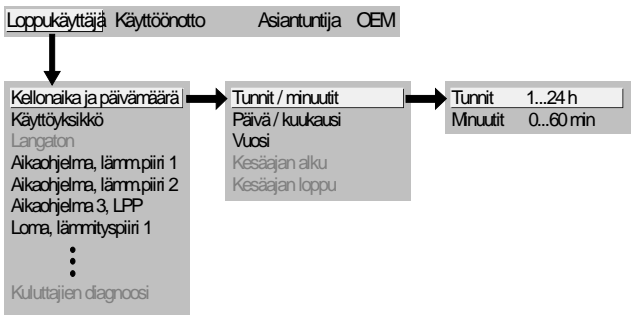 Loppukäyttäjä Käyttöönotto Asiantuntija OEM
Kellonaika ja päivämäärä
Käyttöyksikkö
Langaton
Aikaohjelma, lämm.piiri 1
Aikaohjelma, lämm.piiri 2
Aikaohjelma 3, LPP
Loma, lämmityspiiri 1
Kuluttajien diagnoosi
Tunnit / minuutit
Päivä / kuukausi
Vuosi
Kesäajan alku
Kesäajan loppu
Tunnit 1...24 h
Minuutit 0...60 min